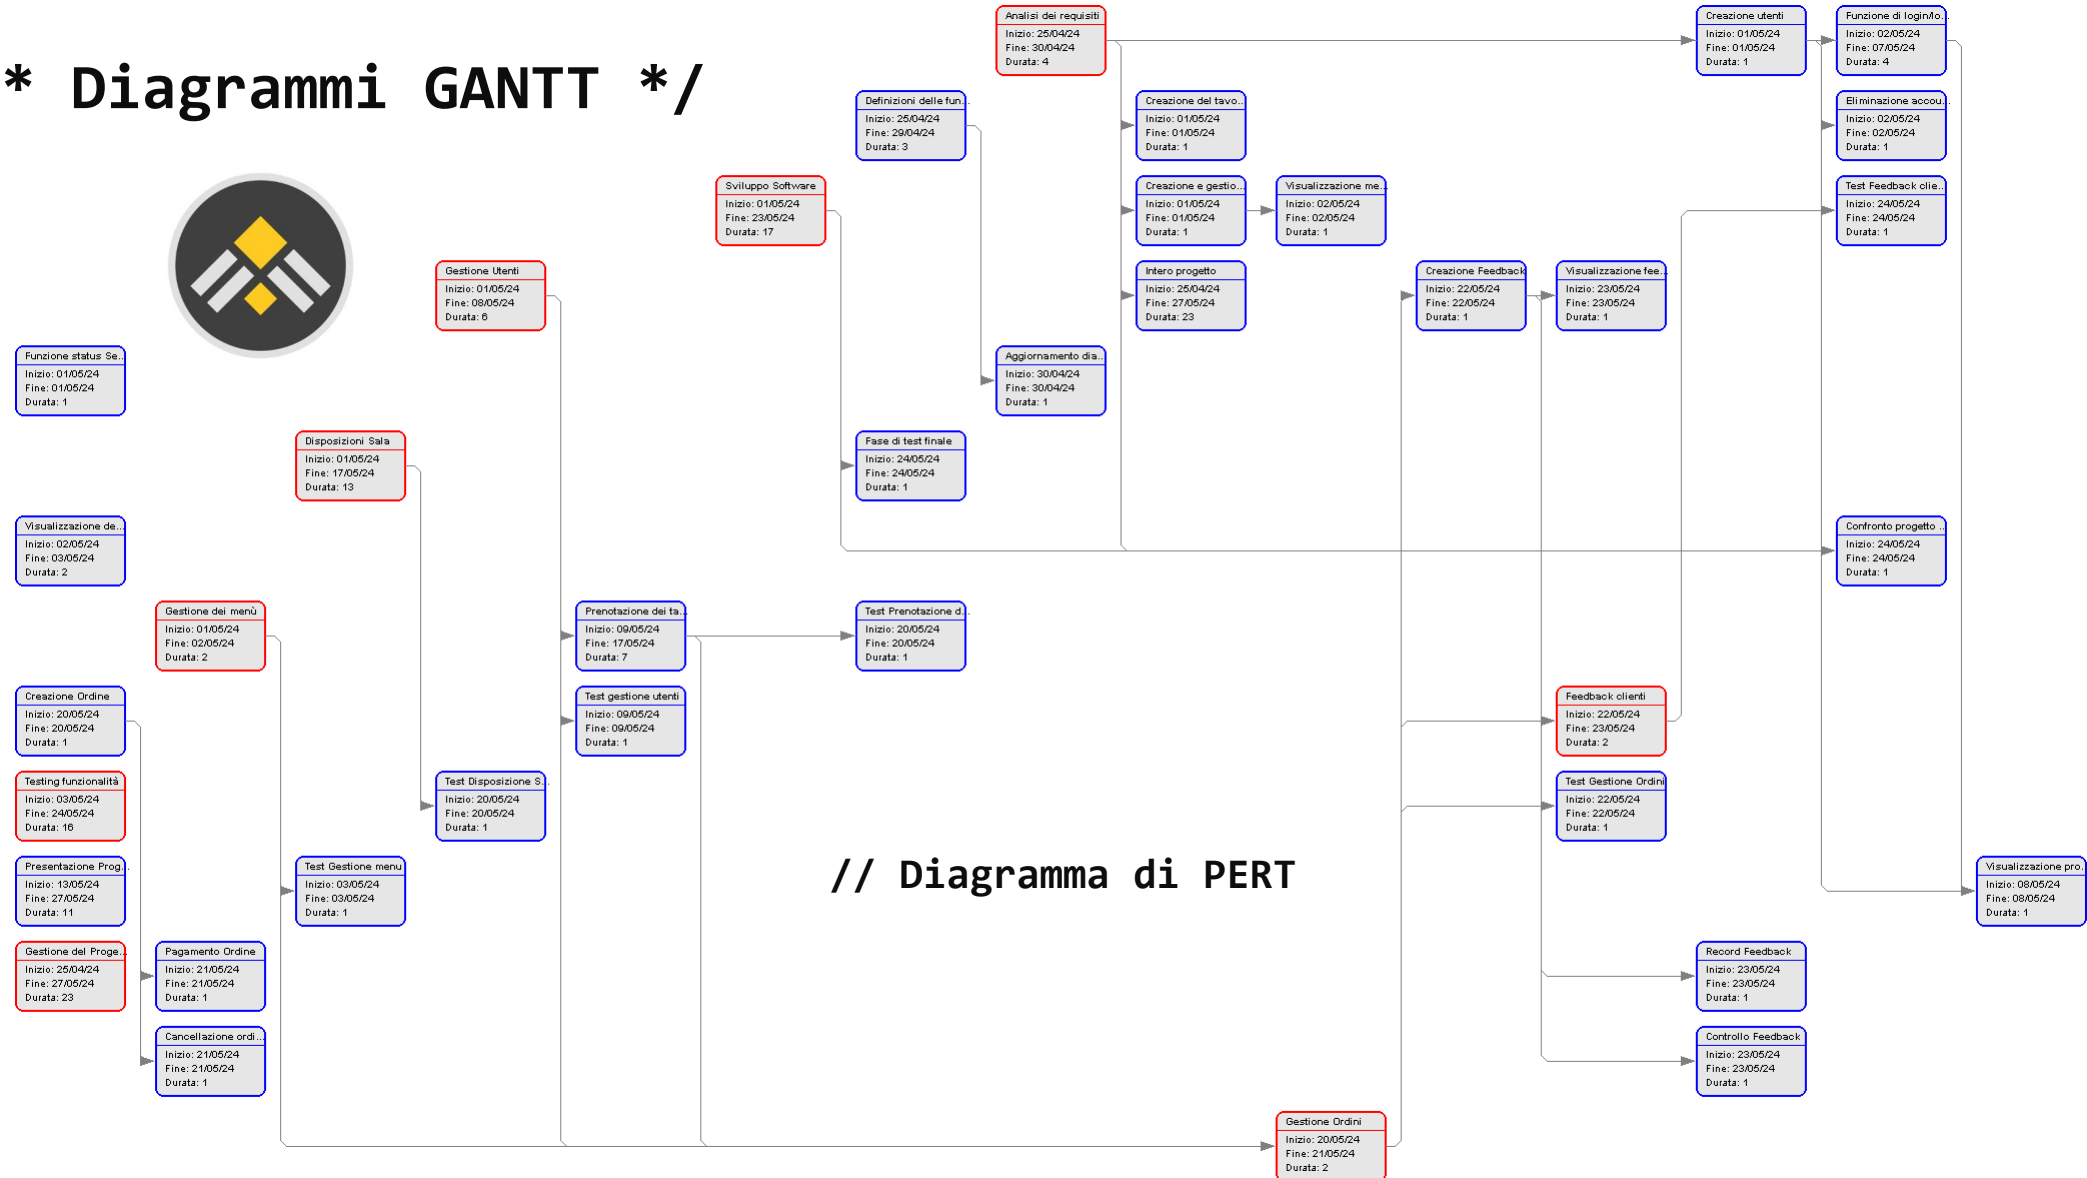 * Diagrammi GANTT */
Analisi dei requisiti
Inizio: 25/04/24
Fine: 30/04/24
Durata: 4
Creazione utenti
Inizio: 01/05/24
Fine: 01/05/24
Durata: 1
Funzione di login/lo...
Inizio: 02/05/24
Fine: 07/05/24
Durata: 4
Definizioni delle fun...
Inizio: 25/04/24
Fine: 29/04/24
Durata: 3
Creazione del tavo...
Inizio: 01/05/24
Fine: 01/05/24
Durata: 1
Eliminazione accou...
Inizio: 02/05/24
Fine: 02/05/24
Durata: 1
Sviluppo Software
Inizio: 01/05/24
Fine: 23/05/24
Durata: 17
Creazione e gestio...
Inizio: 01/05/24
Fine: 01/05/24
Durata: 1
Visualizzazione me...
Inizio: 02/05/24
Fine: 02/05/24
Durata: 1
Test Feedback clie...
Inizio: 24/05/24
Fine: 24/05/24
Durata: 1
Gestione Utenti
Inizio: 01/05/24
Fine: 08/05/24
Durata: 6
Intero progetto
Inizio: 25/04/24
Fine: 27/05/24
Durata: 23
Creazione Feedback
Inizio: 22/05/24
Fine: 22/05/24
Durata: 1
Visualizzazione fee...
Inizio: 23/05/24
Fine: 23/05/24
Durata: 1
Funzione status Se...
Inizio: 01/05/24
Fine: 01/05/24
Durata: 1
Aggiornamento dia...
Inizio: 30/04/24
Fine: 30/04/24
Durata: 1
Disposizioni Sala
Inizio: 01/05/24
Fine: 17/05/24
Durata: 13
Fase di test finale
Inizio: 24/05/24
Fine: 24/05/24
Durata: 1
Visualizzazione de...
Inizio: 02/05/24
Fine: 03/05/24
Durata: 2
Confronto progetto ...
Inizio: 24/05/24
Fine: 24/05/24
Durata: 1
Gestione dei menù
Inizio: 01/05/24
Fine: 02/05/24
Durata: 2
Prenotazione dei ta...
Inizio: 09/05/24
Fine: 17/05/24
Durata: 7
Test Prenotazione d...
Inizio: 20/05/24
Fine: 20/05/24
Durata: 1
Creazione Ordine
Inizio: 20/05/24
Fine: 20/05/24
Durata: 1
Test gestione utenti
Inizio: 09/05/24
Fine: 09/05/24
Durata: 1
Feedback clienti
Inizio: 22/05/24
Fine: 23/05/24
Durata: 2
Testing funzionalità
Inizio: 03/05/24
Fine: 24/05/24
Durata: 16
Test Disposizione S...
Inizio: 20/05/24
Fine: 20/05/24
Durata: 1
Test Gestione Ordini
Inizio: 22/05/24
Fine: 22/05/24
Durata: 1
Presentazione Prog...
Inizio: 13/05/24
Fine: 27/05/24
Durata: 11
Test Gestione menu
Inizio: 03/05/24
Fine: 03/05/24
Durata: 1
// Diagramma di PERT
Visualizzazione pro...
Inizio: 08/05/24
Fine: 08/05/24
Durata: 1
Gestione del Proge...
Inizio: 25/04/24
Fine: 27/05/24
Durata: 23
Pagamento Ordine
Inizio: 21/05/24
Fine: 21/05/24
Durata: 1
Record Feedback
Inizio: 23/05/24
Fine: 23/05/24
Durata: 1
Cancellazione ordi...
Inizio: 21/05/24
Fine: 21/05/24
Durata: 1
Controllo Feedback
Inizio: 23/05/24
Fine: 23/05/24
Durata: 1
Gestione Ordini
Inizio: 20/05/24
Fine: 21/05/24
Durata: 2